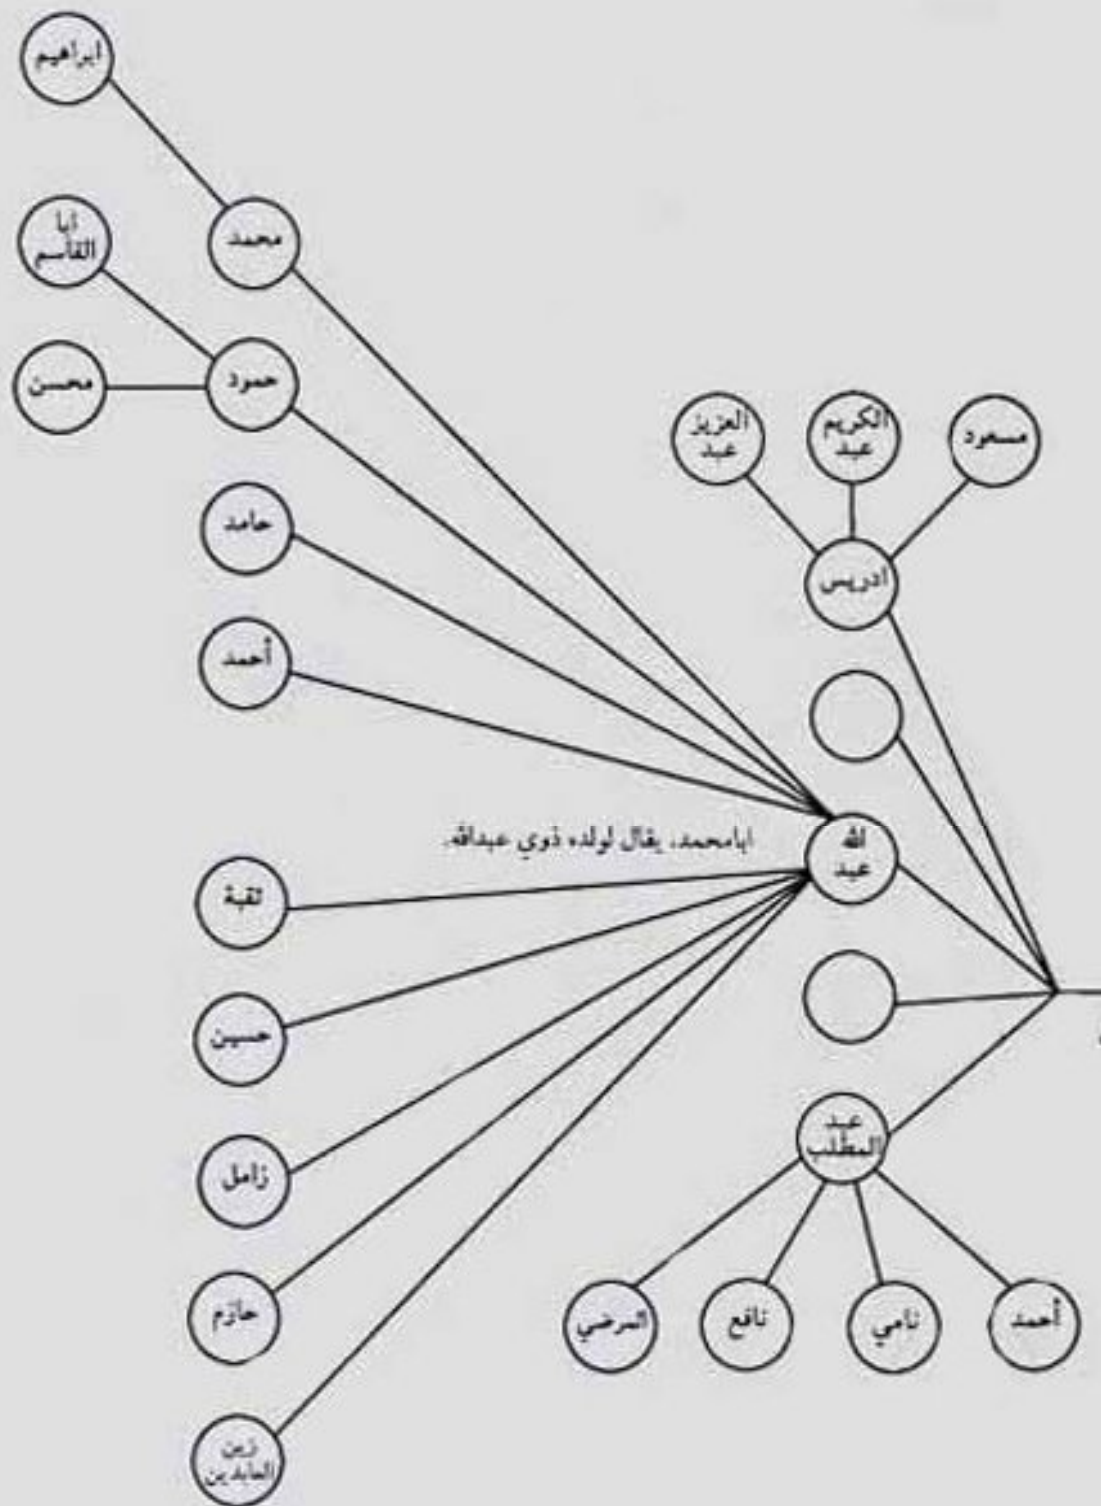 ابراهيم
ابا
القاسم
محمد
محسن
حمود
العزيز
عبد
الكريم
عبد
مسعود
حامد
ادريس
أحمد
ابامحمد، يقال لولده ذوي عبدالله.
الله
عبد
ثقبة
حسين
عبد
المطلب
زامل
حازم
المرضي
نافع
نامي
أحمد
زين
العابدين